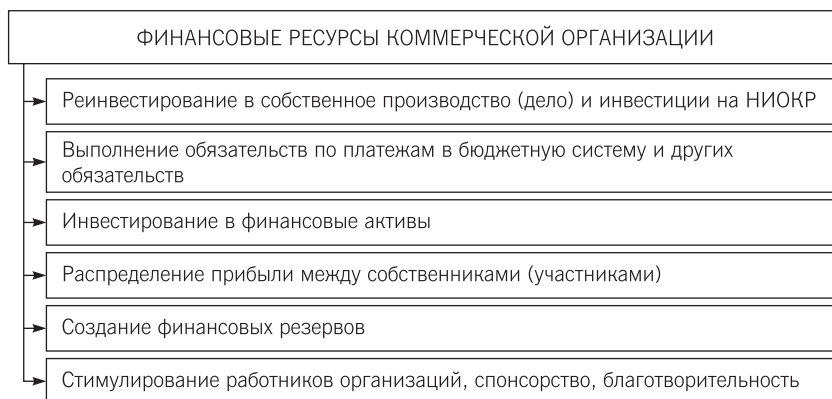 ФИНАНСОВЫЕ РЕСУРСЫ КОММЕРЧЕСКОЙ ОРГАНИЗАЦИИ
Реинвестирование в собственное производство (дело) и инвестиции на НИОКР
Выполнение обязательств по платежам в бюджетную систему и других
обязательств
Инвестирование в финансовые активы
Распределение прибыли между собственниками (участниками)
Создание финансовых резервов
Стимулирование работников организаций, спонсорство, благотворительность